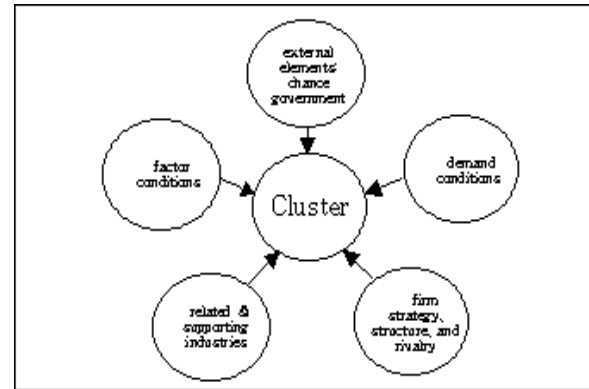 external
elements/
chance
government
factor
conditions
demand
conditions
Cluster
related &
supporting
industries
firm
strategy,
structure, and
rivalry